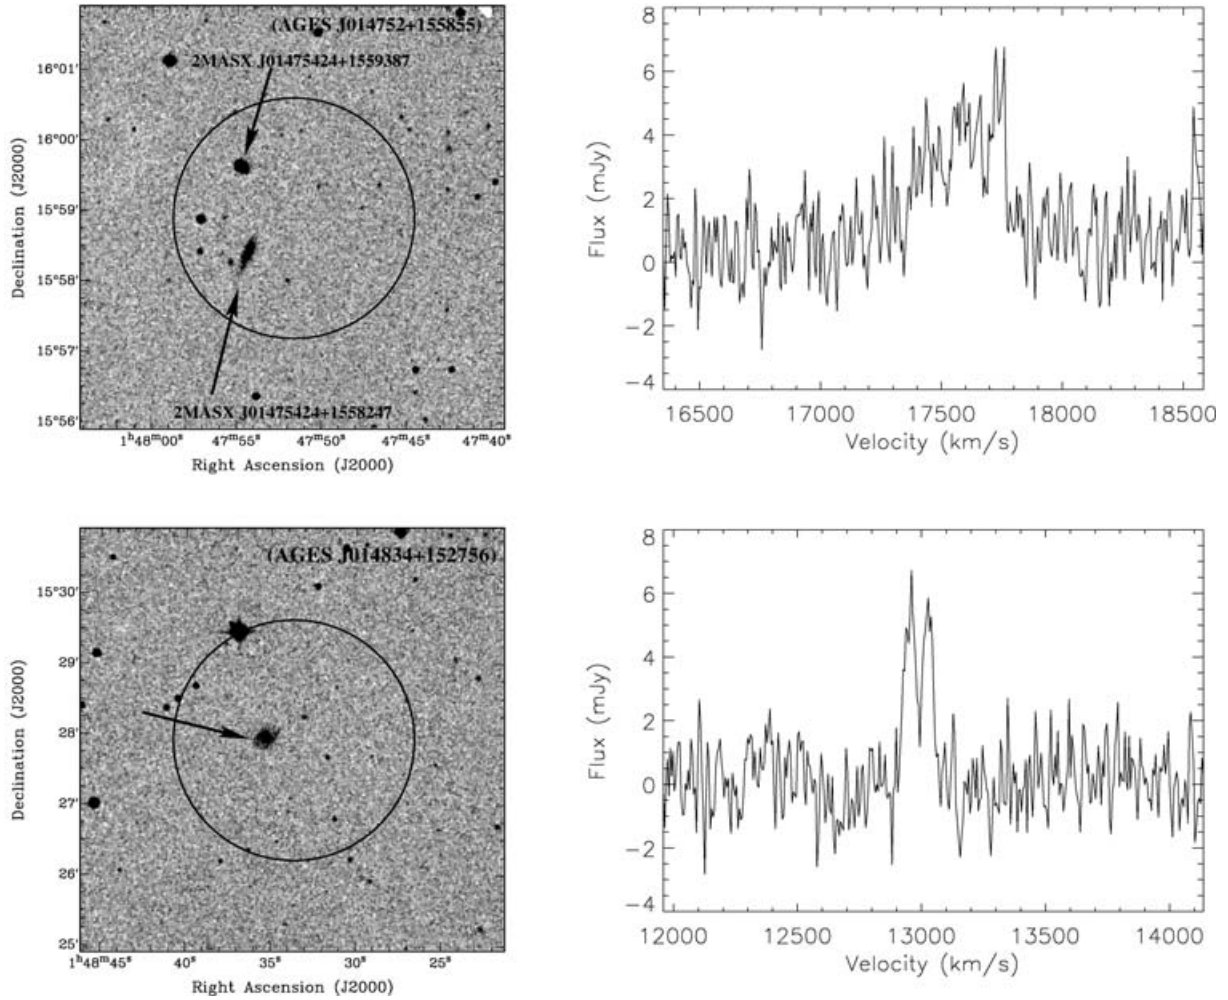 (AGES J014752+155855)
2MASX J01475424+1559387
2MASX J01475424+1558247
16°01'
16°00'
15°59'
15°58'
15°57'
15°56'
Declination (J2000)
1ʰ48ᵐ00ˢ 47ᵐ55ˢ 47ᵐ50ˢ 47ᵐ45ˢ 47ᵐ40ˢ
Right Ascension (J2000)
8
6
4
2
0
−2
−4
Flux (mJy)
16500 17000 17500 18000 18500
Velocity (km/s)
(AGES J014834+152756)
15°30'
29'
28'
27'
26'
25'
Declination (J2000)
1ʰ48ᵐ45ˢ 40ˢ 35ˢ 30ˢ 25ˢ
Right Ascension (J2000)
8
6
4
2
0
−2
−4
Flux (mJy)
12000 12500 13000 13500 14000
Velocity (km/s)